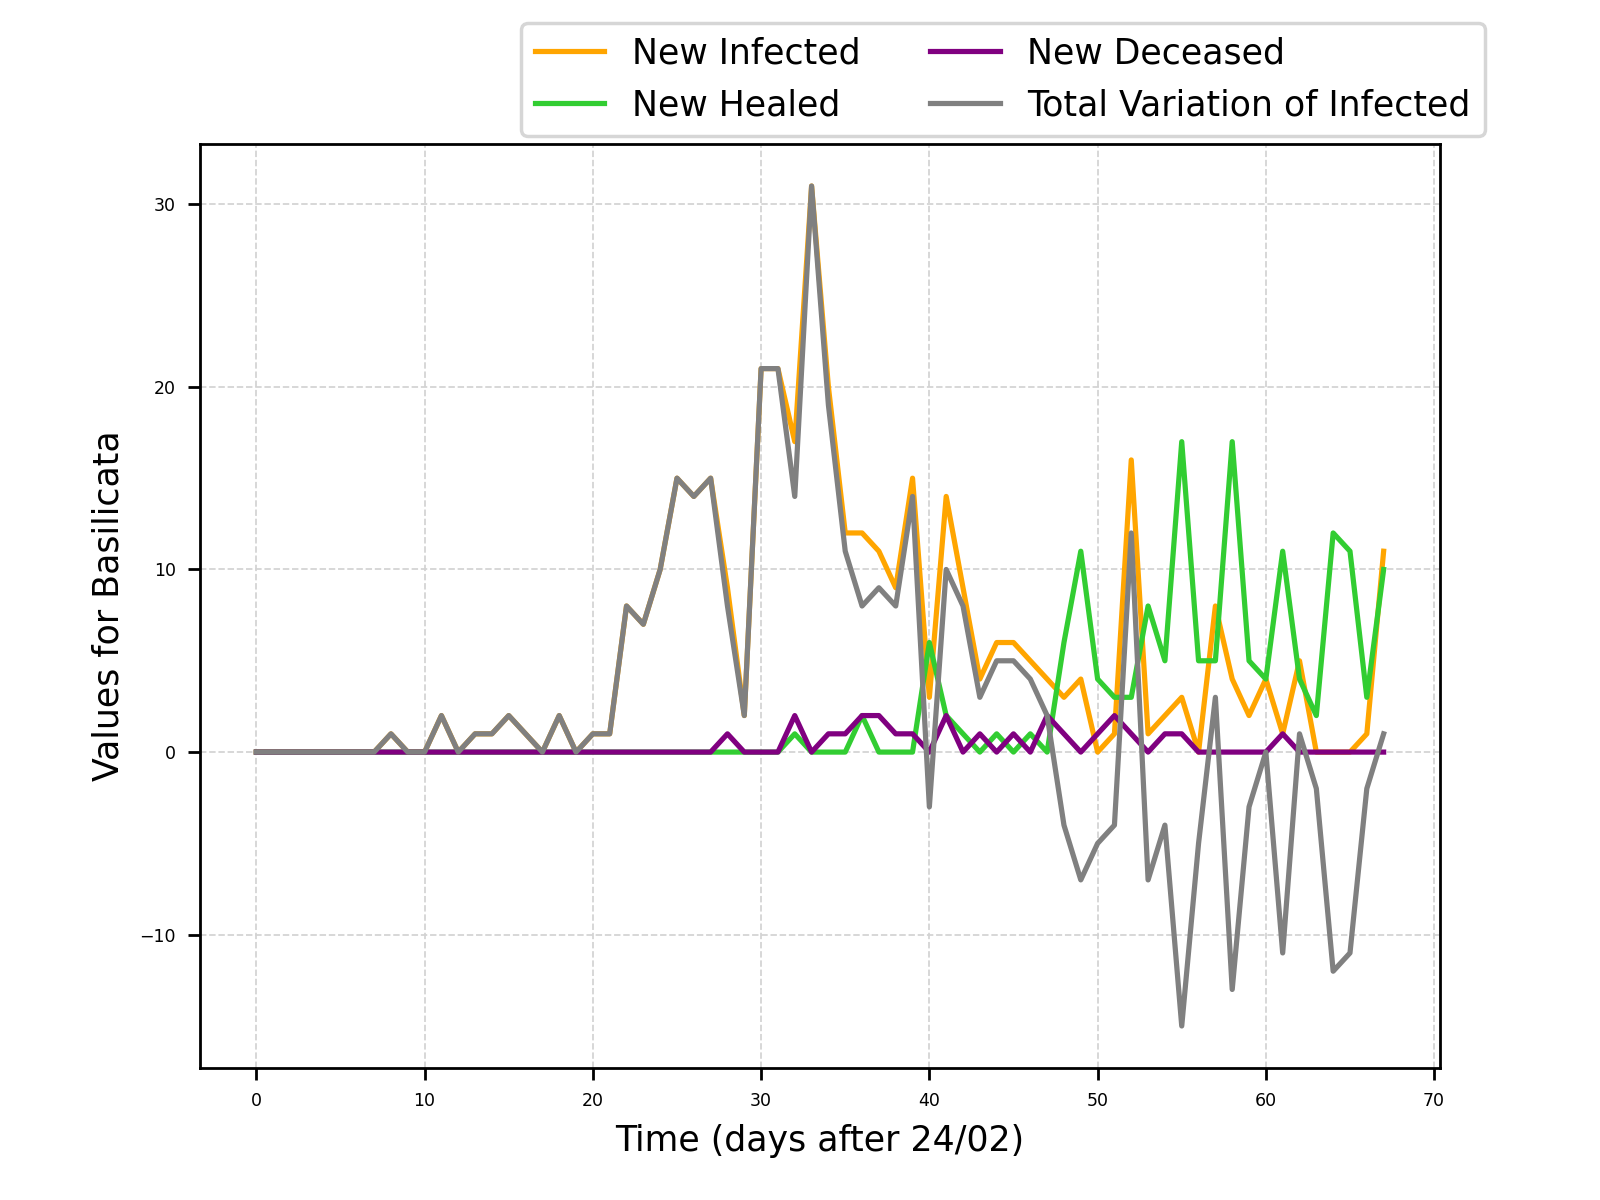 New Infected
New Healed
New Deceased
Total Variation of Infected
Values for Basilicata
30
20
10
0
−10
0 10 20 30 40 50 60 70
Time (days after 24/02)